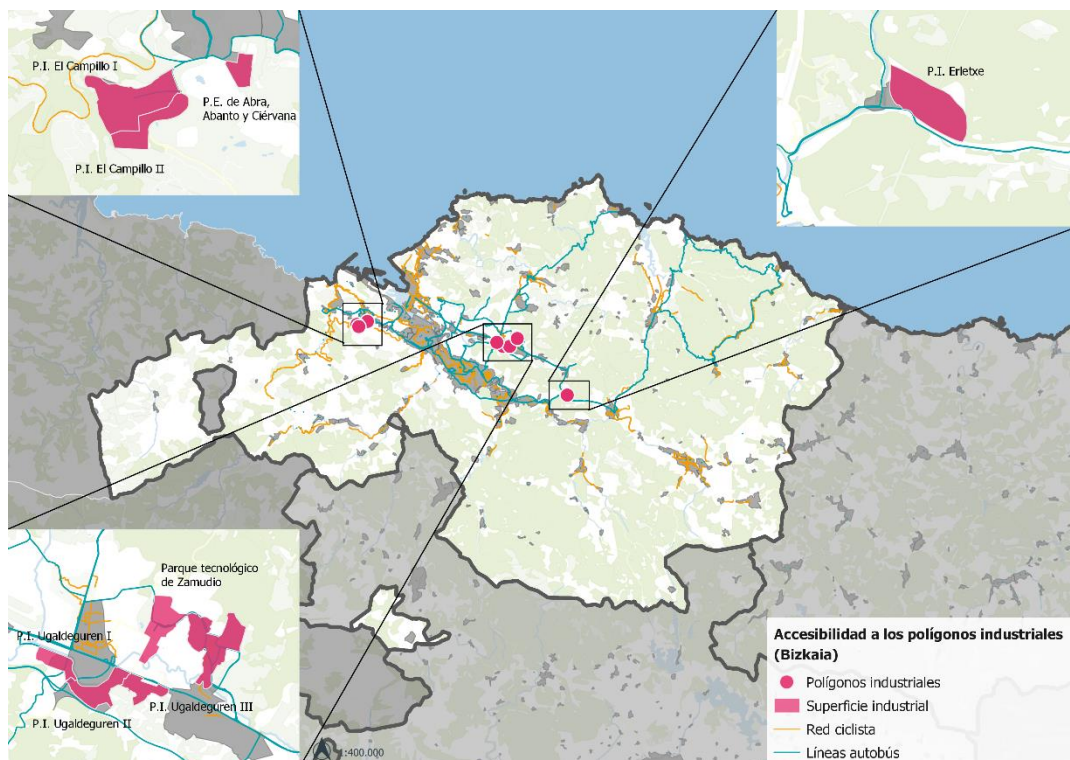 P.I. El Campillo I
P.E. de Abra,
Abanto y Ciérvana
P.I. El Campillo II
P.I. Erletxe
Parque tecnológico
de Zamudio
P.I. Ugaldeguren I
P.I. Ugaldeguren III
P.I. Ugaldeguren II
1:400.000
Accesibilidad a los polígonos industriales
(Bizkaia)
Polígonos industriales
Superficie industrial
Red ciclista
Líneas autobús